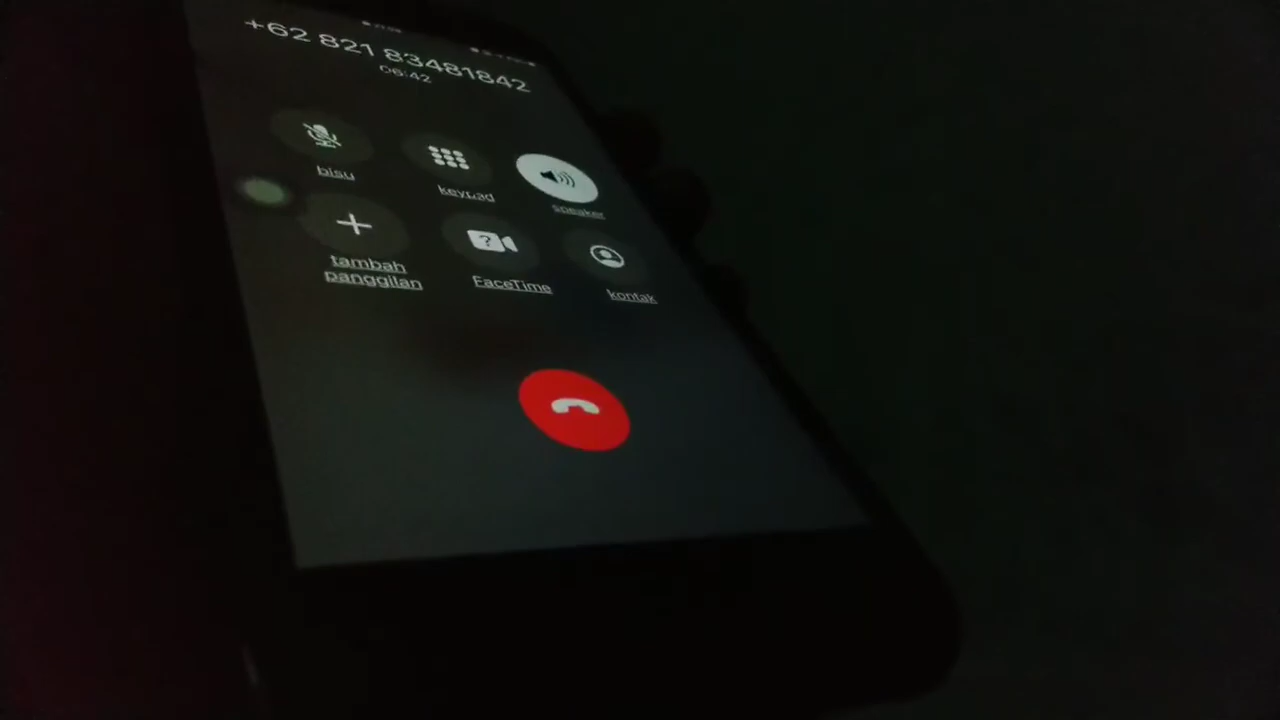 +62 821 83481842
06:42
bisu
keypad
speaker
tambah
panggilan
FaceTime
kontak